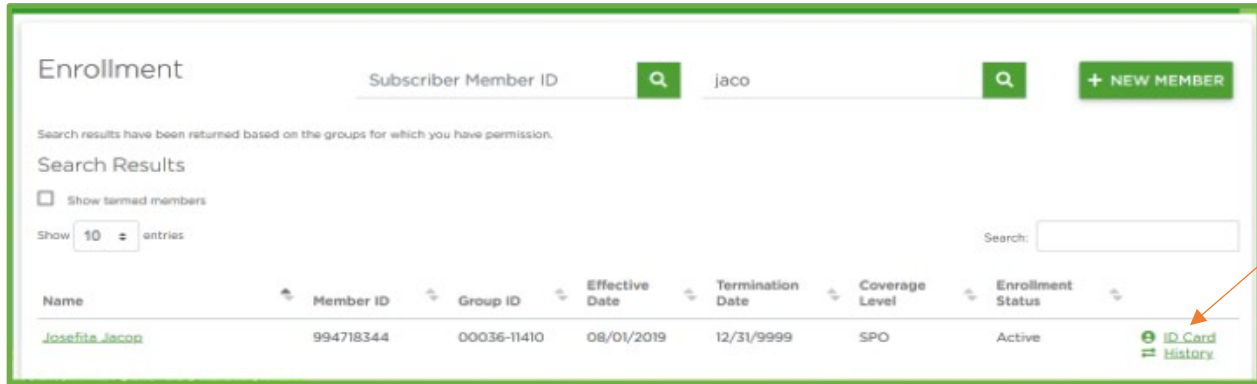 Enrollment
Subscriber Member ID
jaco
+ NEW MEMBER
Search results have been returned based on the groups for which you have permission.
Search Results
Show termed members
Show 10 entries
Search:
Name Member ID Group ID Effective Date Termination Date Coverage Level Enrollment Status
Josefita Jacop 994718344 00036-11410 08/01/2019 12/31/9999 SPO Active ID Card
History